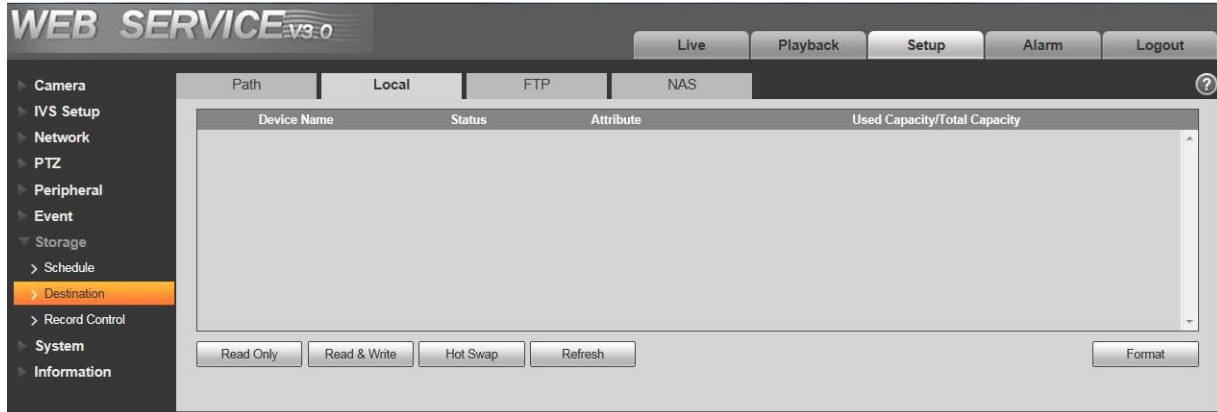 WEB SERVICE V3.0
Live Playback Setup Alarm Logout
Path Local FTP NAS ?
Camera
IVS Setup
Network
PTZ
Peripheral
Event
Storage
Schedule
Destination
Record Control
System
Information
Device Name Status Attribute Used Capacity/Total Capacity
Read Only Read & Write Hot Swap Refresh Format